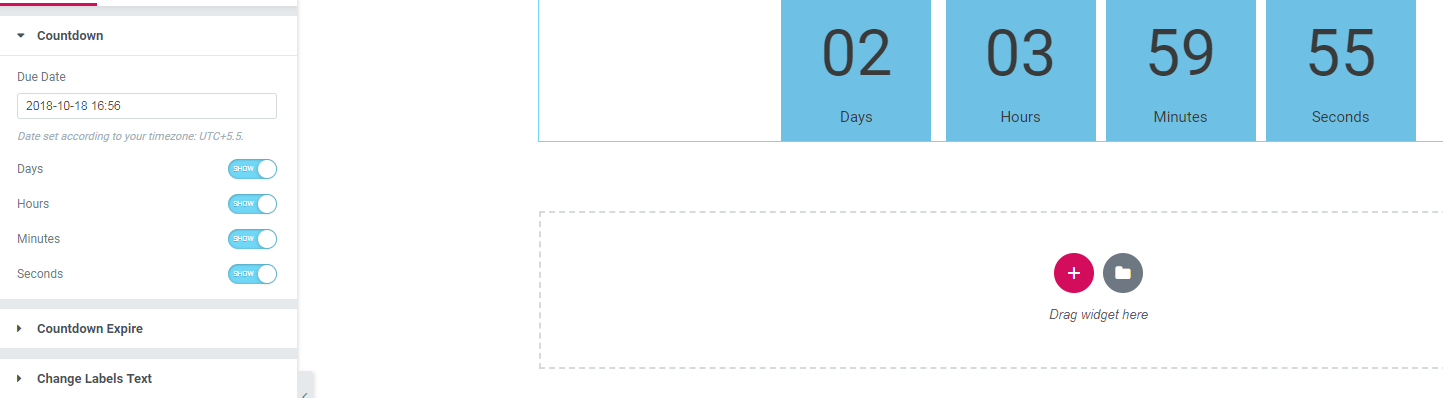 Countdown
Due Date
2018-10-18 16:56
Date set according to your timezone: UTC+5.5.
Days SHOW
Hours SHOW
Minutes SHOW
Seconds SHOW
Countdown Expire
Change Labels Text
02 03 59 55
Days Hours Minutes Seconds
Drag widget here